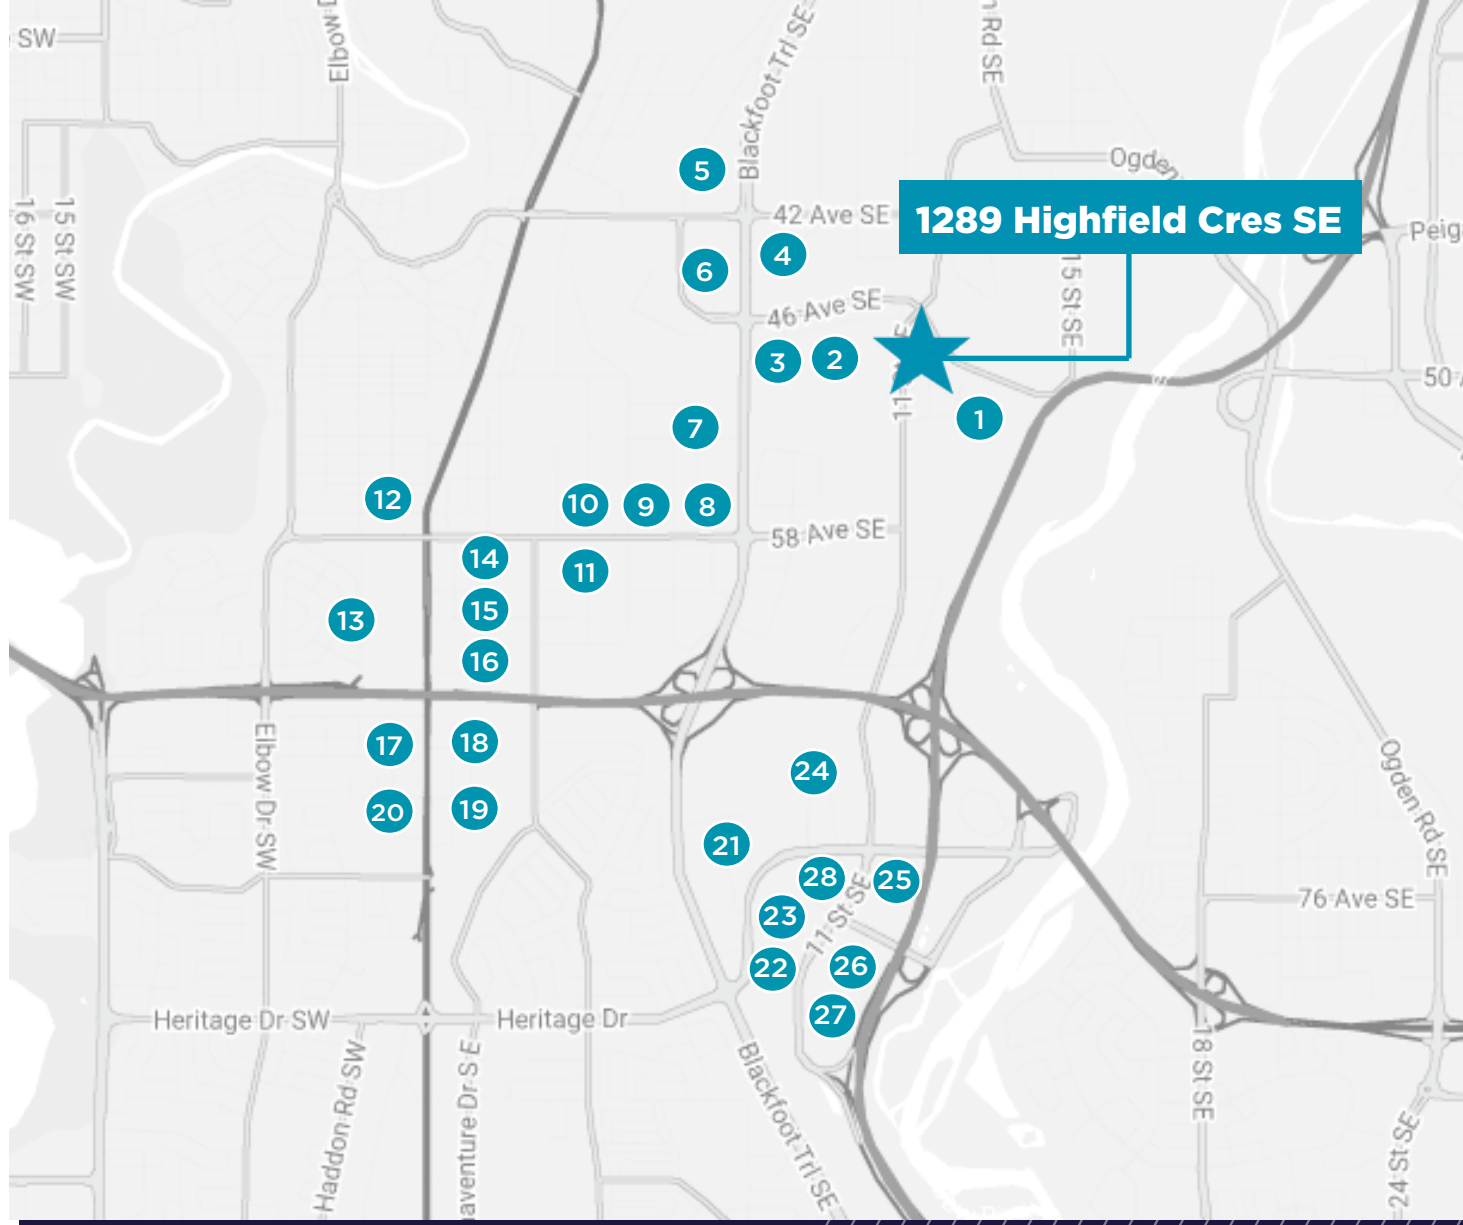 SW
Elbow
Blackfoot Trl SE
Rd SE
Ogden
5
16 St SW
15 St SW
42 Ave SE
1289 Highfield Cres SE
Peig
4
6
15 St SE
46 Ave SE
3
2
50
11
1
7
12
10
9
8
58 Ave SE
14
11
15
13
16
Elbow Dr SW
17
18
24
Ogden Rd SE
20
19
21
28
25
76 Ave SE
23
11 St SE
22
26
27
Heritage Dr SW
Heritage Dr
Haddon Rd SW
aventure Dr SE
Blackfoot Trl SE
18 St SE
24 St SE